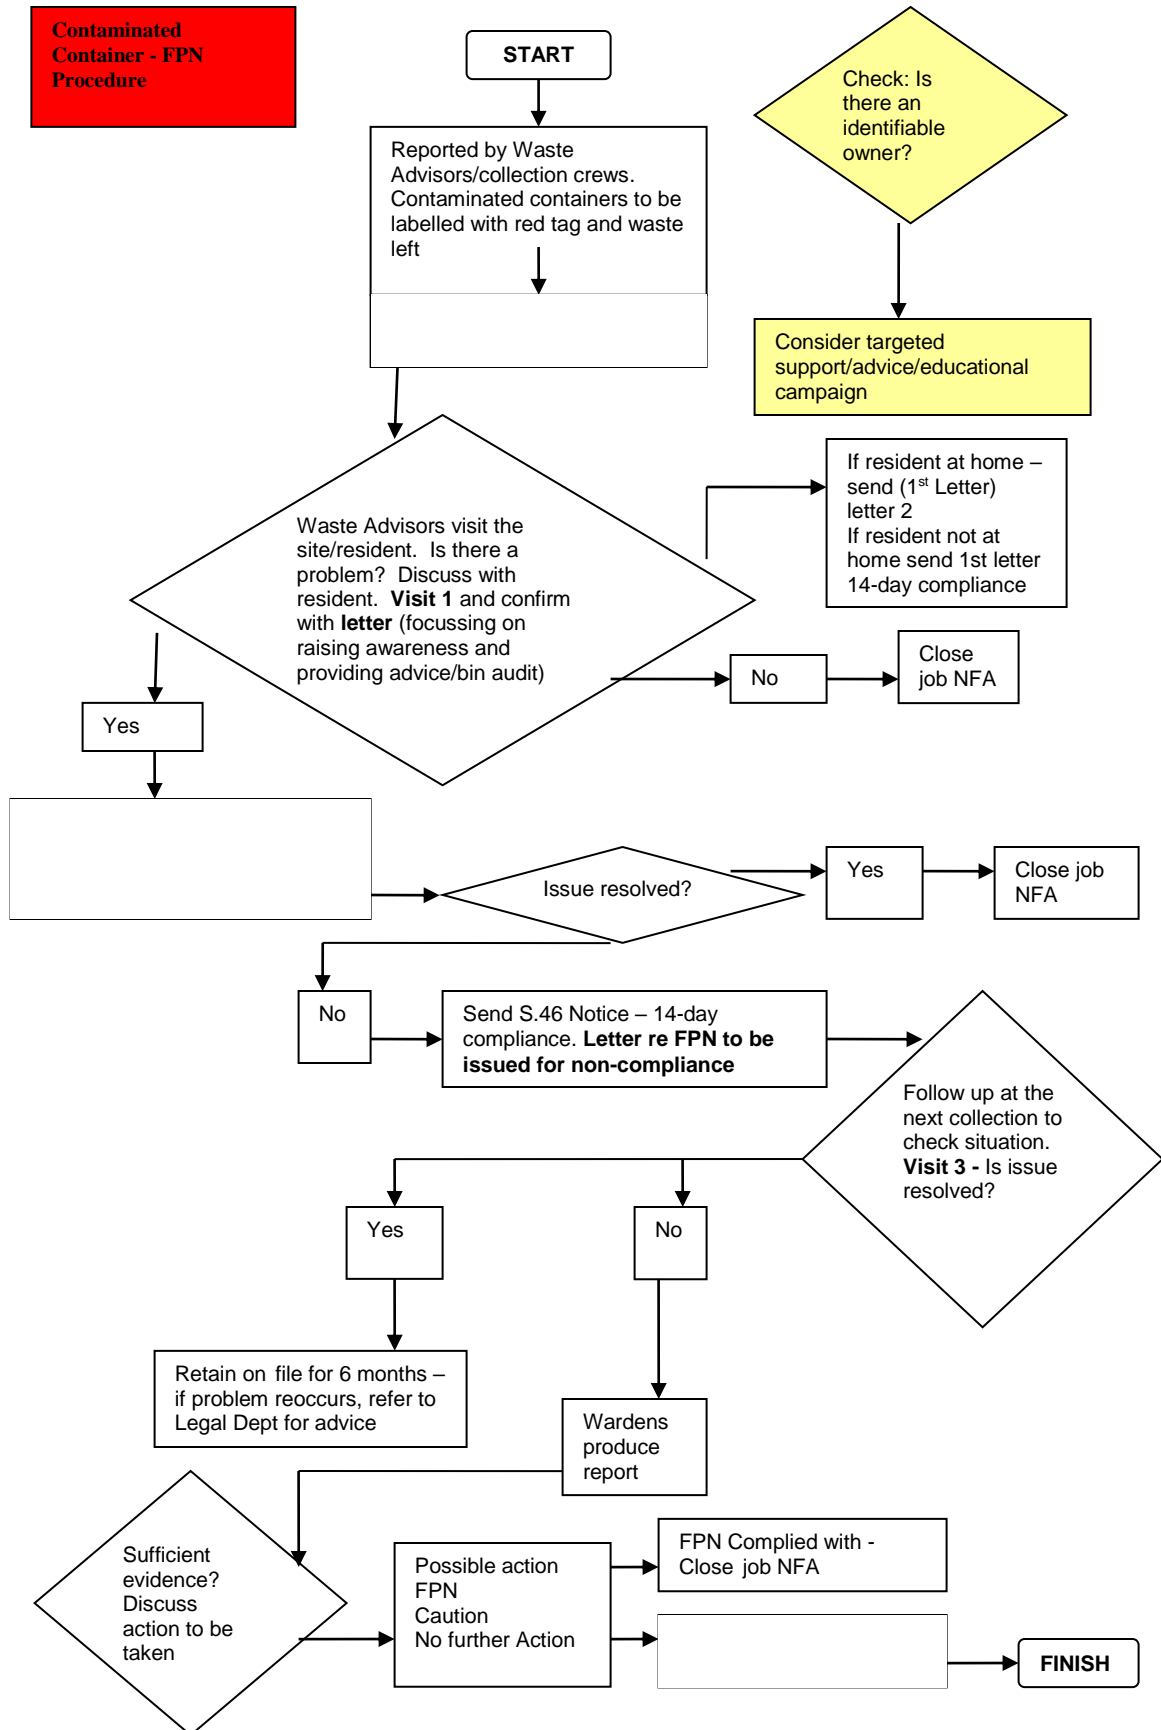 Contaminated
Container - FPN
Procedure
START
Check: Is
there an
identifiable
owner?
Reported by Waste
Advisors/collection crews.
Contaminated containers to be
labelled with red tag and waste
left
Consider targeted
support/advice/educational
campaign
If resident at home –
send (1st Letter)
letter 2
If resident not at
home send 1st letter
14-day compliance
Waste Advisors visit the
site/resident. Is there a
problem? Discuss with
resident. Visit 1 and confirm
with letter (focussing on
raising awareness and
providing advice/bin audit)
No
Close
job NFA
Yes
Issue resolved?
Yes
Close job
NFA
No
Send S.46 Notice – 14-day
compliance. Letter re FPN to be
issued for non-compliance
Follow up at the
next collection to
check situation.
Visit 3 - Is issue
resolved?
Yes
No
Retain on file for 6 months –
if problem reoccurs, refer to
Legal Dept for advice
Wardens
produce
report
Sufficient
evidence?
Discuss
action to be
taken
Possible action
FPN
Caution
No further Action
FPN Complied with -
Close job NFA
FINISH